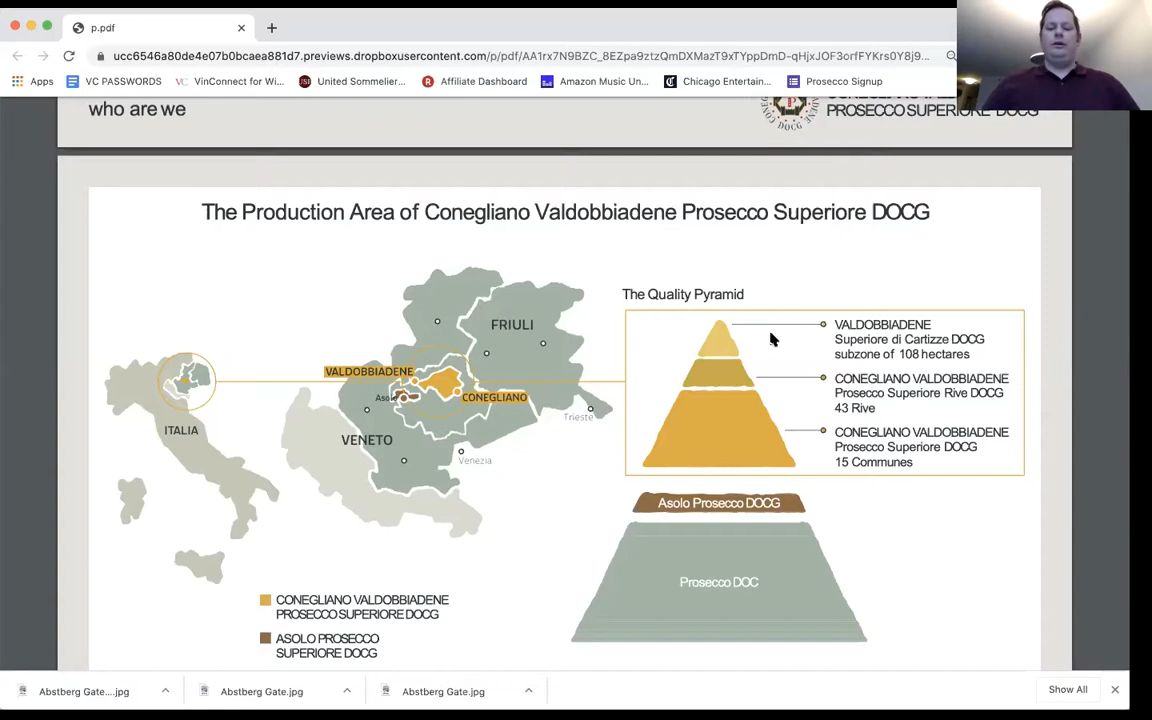 p.pdf
ucc6546a80de4e07b0bcaea881d7.previews.dropboxusercontent.com/p/pdf/AA1rx7N9BZC_8EZpa9ztzQmDXMazT9xTYppDmD-qHjxJOF3orfFYKrs0Y8j9...
Apps
VC PASSWORDS
VinConnect for Wi...
United Sommelier...
Affiliate Dashboard
Amazon Music Un...
Chicago Entertain...
Prosecco Signup
who are we
PROSECCO SUPERIORE DOCG
The Production Area of Conegliano Valdobbiadene Prosecco Superiore DOCG
The Quality Pyramid
ITALIA
FRIULI
VALDOBBIADENE
CONEGLIANO
VENETO
Trieste
Venezia
VALDOBBIADENE
Superiore di Cartizze DOCG
subzone of 108 hectares
CONEGLIANO VALDOBBIADENE
Prosecco Superiore Rive DOCG
43 Rive
CONEGLIANO VALDOBBIADENE
Prosecco Superiore DOCG
15 Communes
Asolo Prosecco DOCG
Prosecco DOC
CONEGLIANO VALDOBBIADENE
PROSECCO SUPERIORE DOCG
ASOLO PROSECCO
SUPERIORE DOCG
Abstberg Gate....jpg
Abstberg Gate.jpg
Abstberg Gate.jpg
Show All